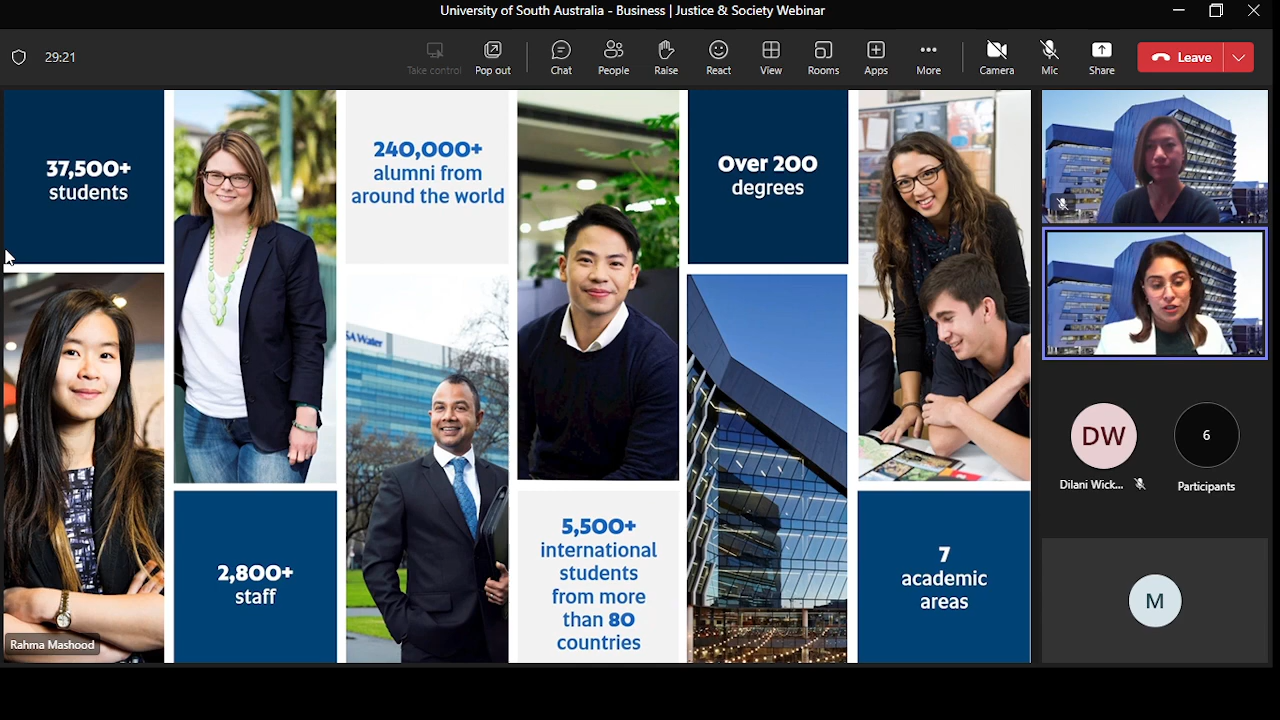 University of South Australia - Business | Justice & Society Webinar
29:21
Take control
Pop out
Chat
People
Raise
React
View
Rooms
Apps
More
Camera
Mic
Share
Leave
37,500+
students
240,000+
alumni from
around the world
Over 200
degrees
SA Water
2,800+
staff
5,500+
international
students
from more
than 80
countries
7
academic
areas
Rahma Mashood
DW
Dilani Wick...
6
Participants
M